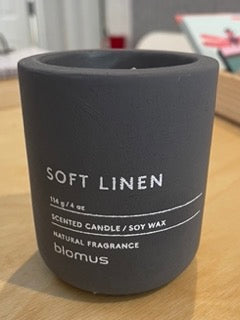 SOFT LINEN
114 g / 4 oz
SCENTED CANDLE / SOY WAX
NATURAL FRAGRANCE
blomus